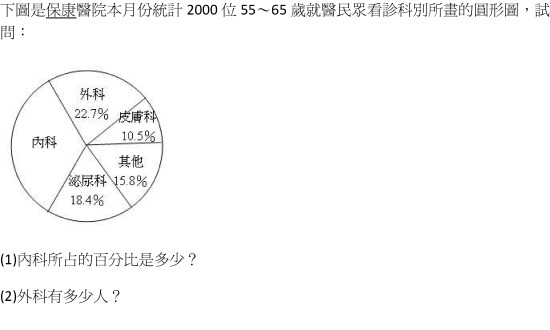 下圖是保康醫院本月份統計 2000 位 55～65 歲就醫民眾看診科別所畫的圓形圖，試
問：
外科
22.7%
皮膚科
10.5%
內科
其他
15.8%
泌尿科
18.4%
(1)內科所占的百分比是多少？
(2)外科有多少人？